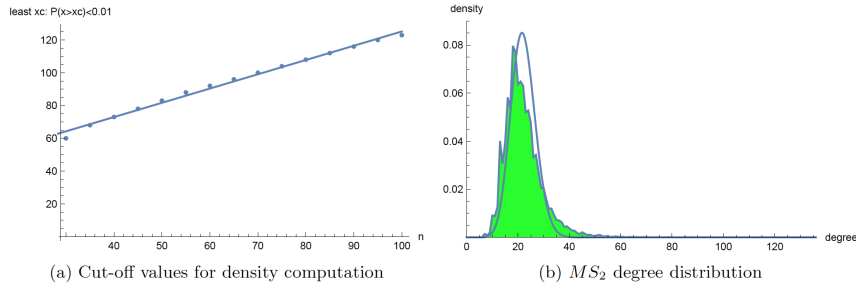 least xc: P(x>xc)<0.01
120
100
80
60
40
20
40 50 60 70 80 90 100 n
(a) Cut-off values for density computation
density
0.08
0.06
0.04
0.02
0 20 40 60 80 100 120 degree
(b) MS₂ degree distribution